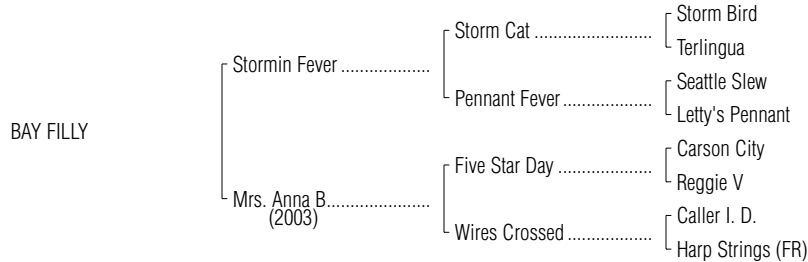 Storm Bird
Storm Cat ........................
Terlingua
Stormin Fever ....................
Seattle Slew
Pennant Fever ..................
Letty's Pennant
BAY FILLY
Carson City
Five Star Day ...................
Reggie V
Mrs. Anna B.......................
(2003)
Caller I. D.
Wires Crossed .................
Harp Strings (FR)